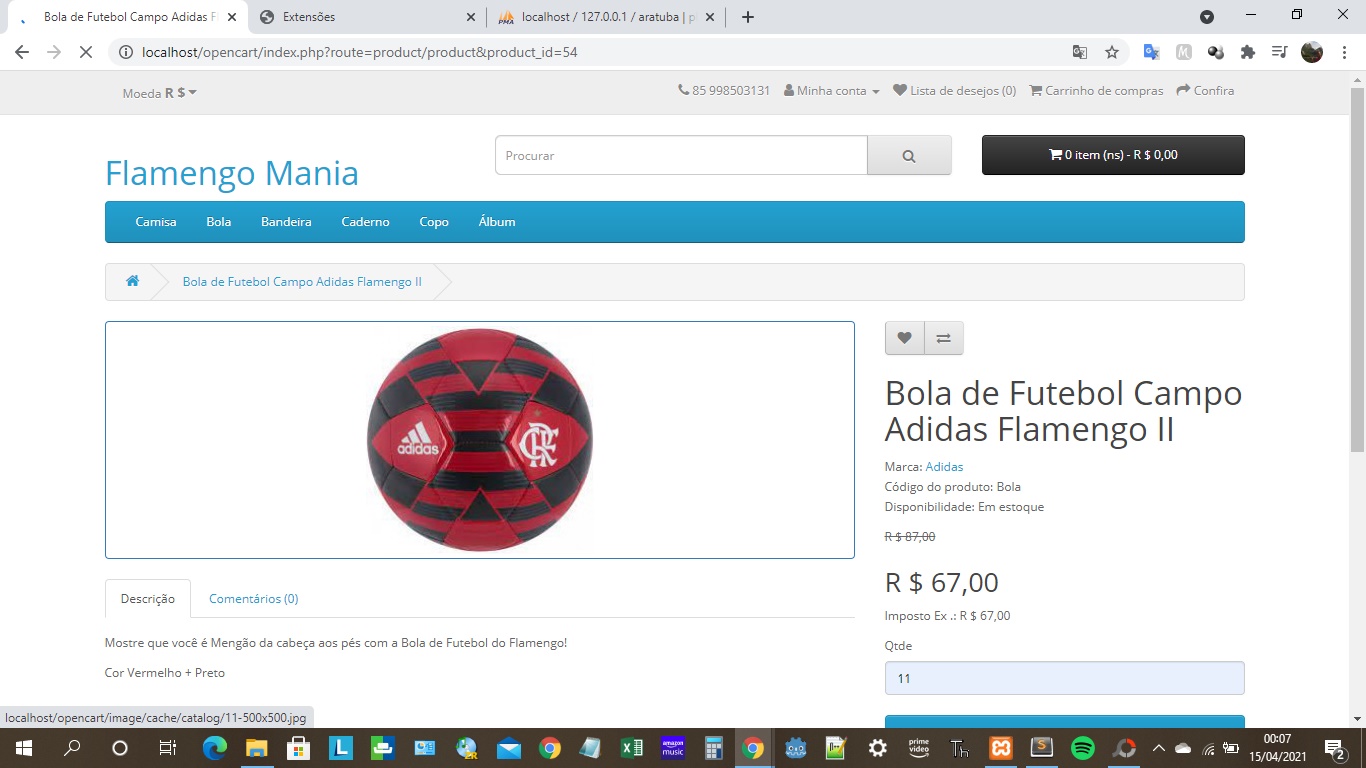 Bola de Futebol Campo Adidas F
Extensões
localhost / 127.0.0.1 / aratuba | p
localhost/opencart/index.php?route=product/product&product_id=54
Moeda R $
85 998503131 Minha conta Lista de desejos (0) Carrinho de compras Confira
Flamengo Mania
Procurar
0 item (ns) - R $ 0,00
Camisa Bola Bandeira Caderno Copo Álbum
Bola de Futebol Campo Adidas Flamengo II
adidas
CRF
Bola de Futebol Campo
Adidas Flamengo II
Marca: Adidas
Código do produto: Bola
Disponibilidade: Em estoque
R $ 87,00
R $ 67,00
Imposto Ex .: R $ 67,00
Qtde
11
Descrição
Comentários (0)
Mostre que você é Mengão da cabeça aos pés com a Bola de Futebol do Flamengo!
Cor Vermelho + Preto
localhost/opencart/image/cache/catalog/11-500x500.jpg
amazon music
prime video
00:07
15/04/2021
2